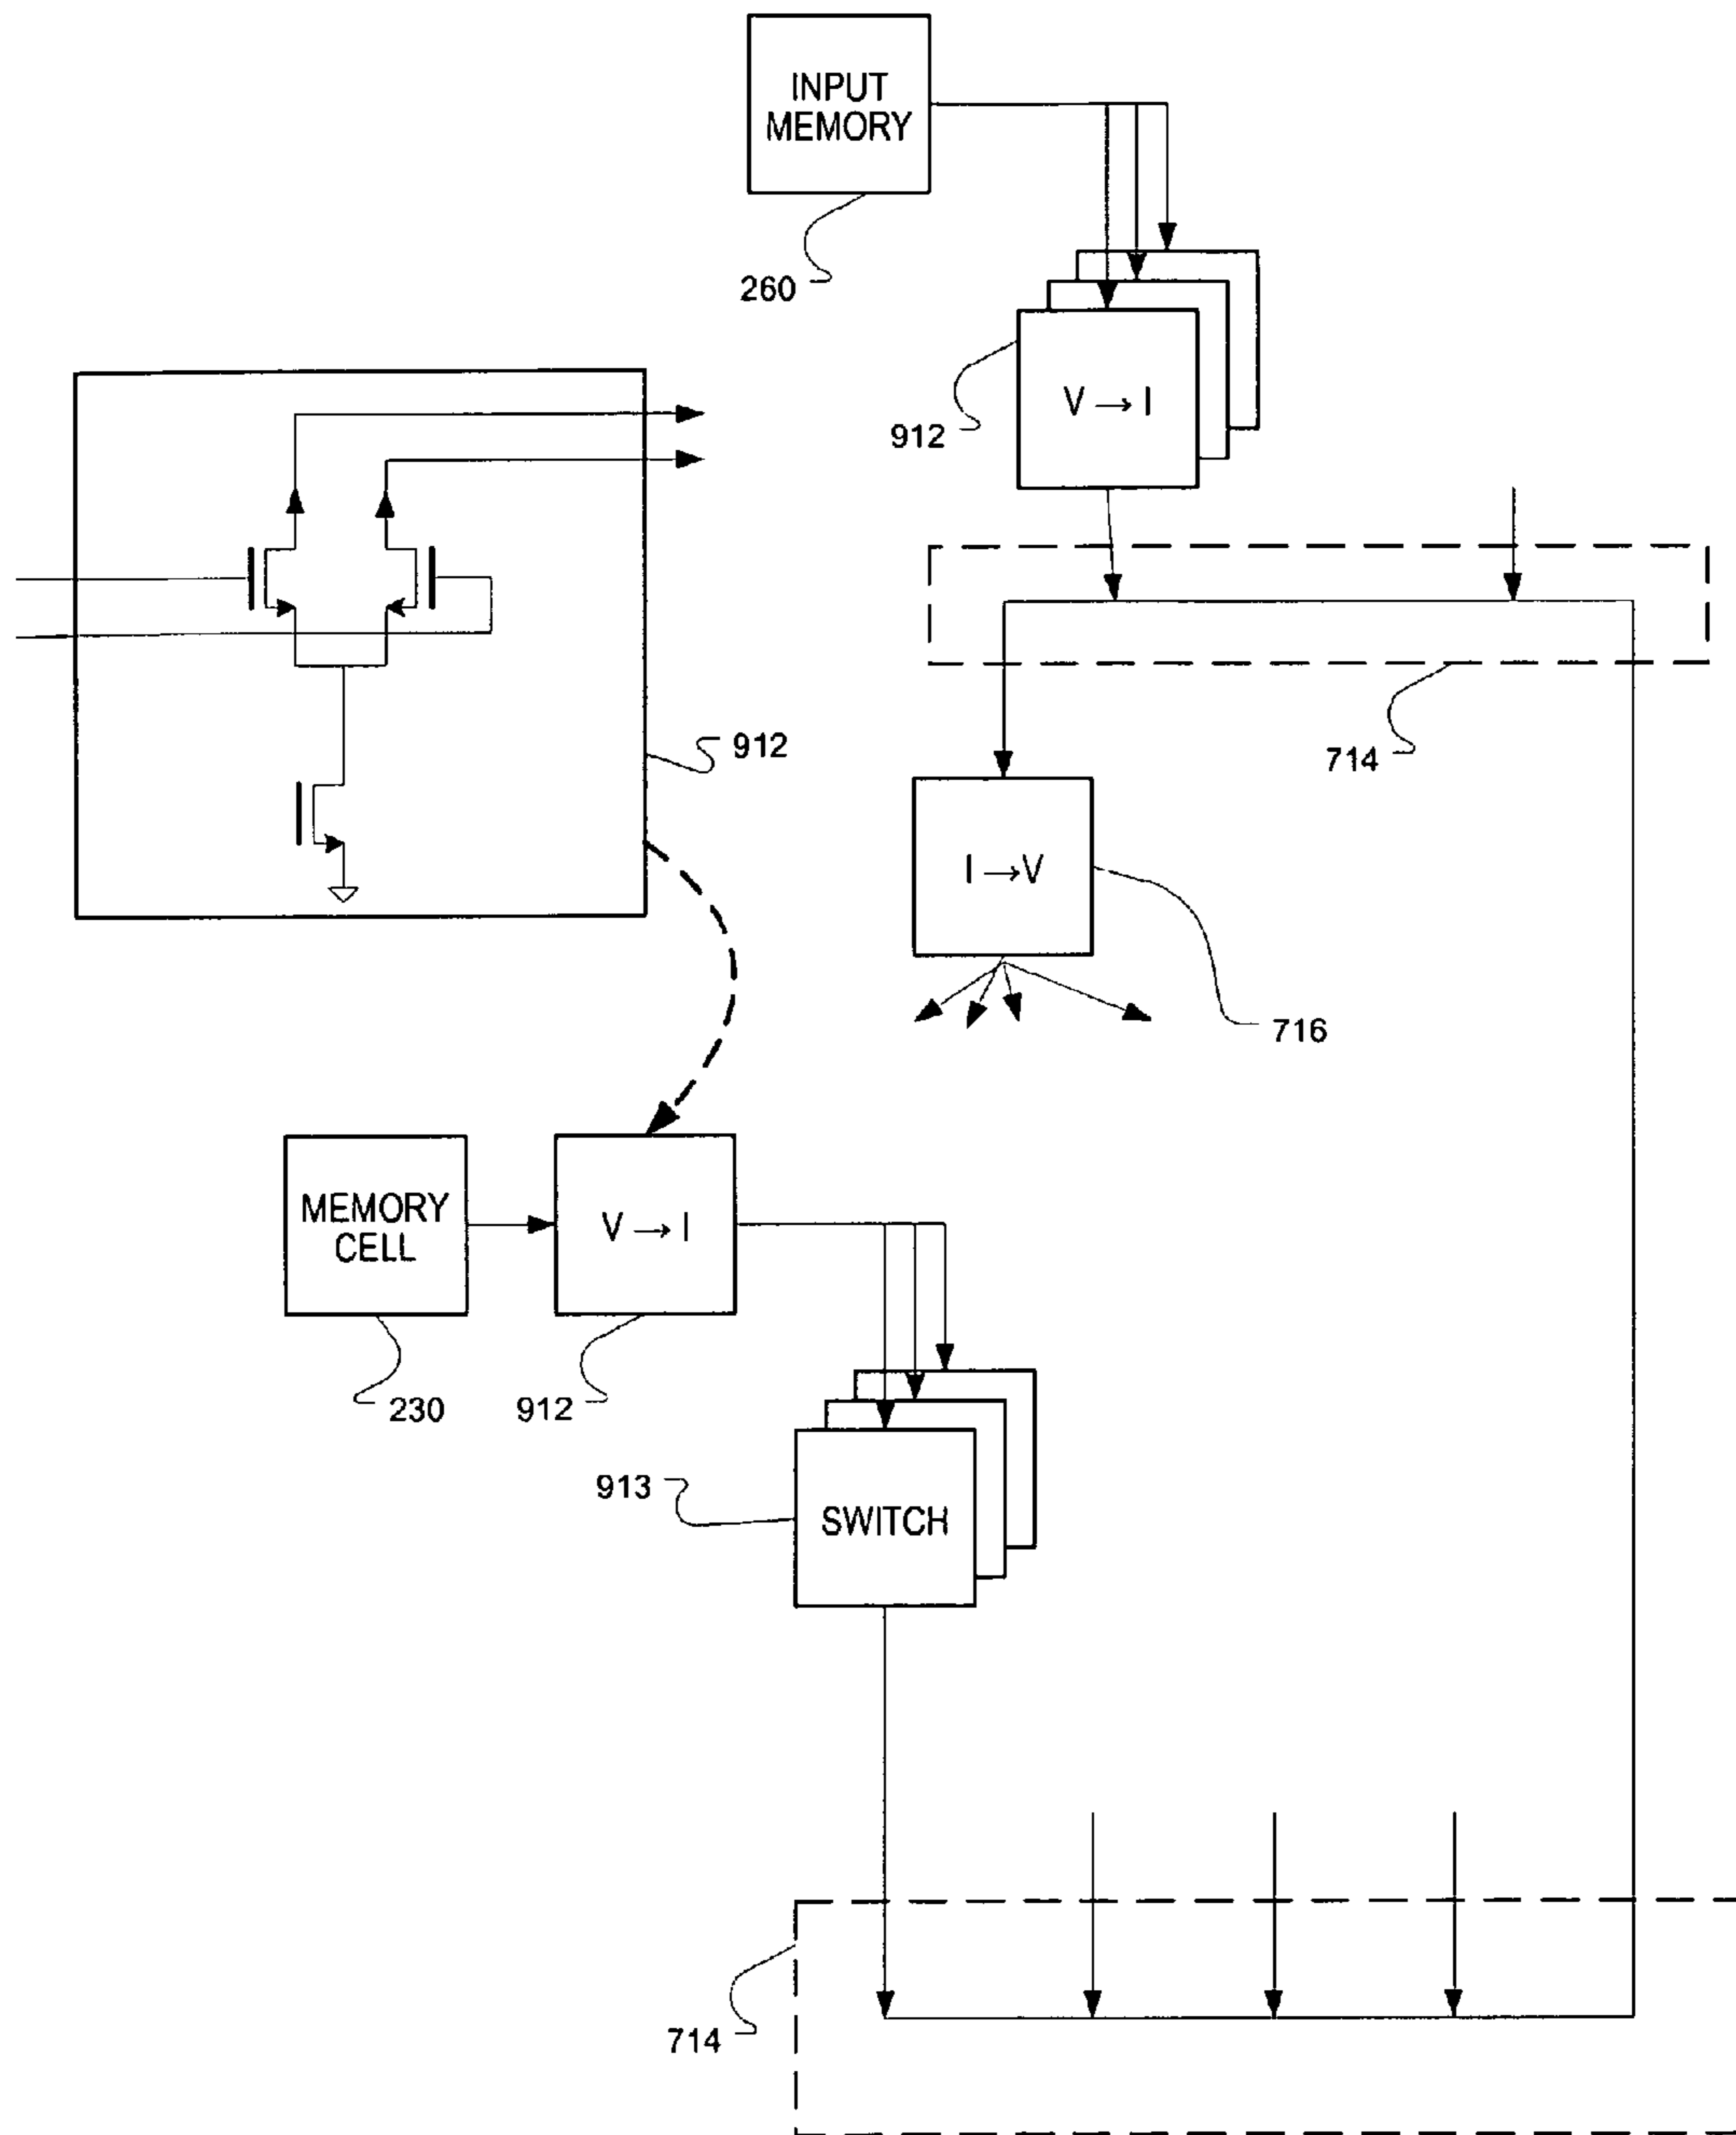 INPUT
MEMORY
260
V → I
912
912
714
I → V
716
MEMORY
CELL
V → I
230
912
913
SWITCH
714